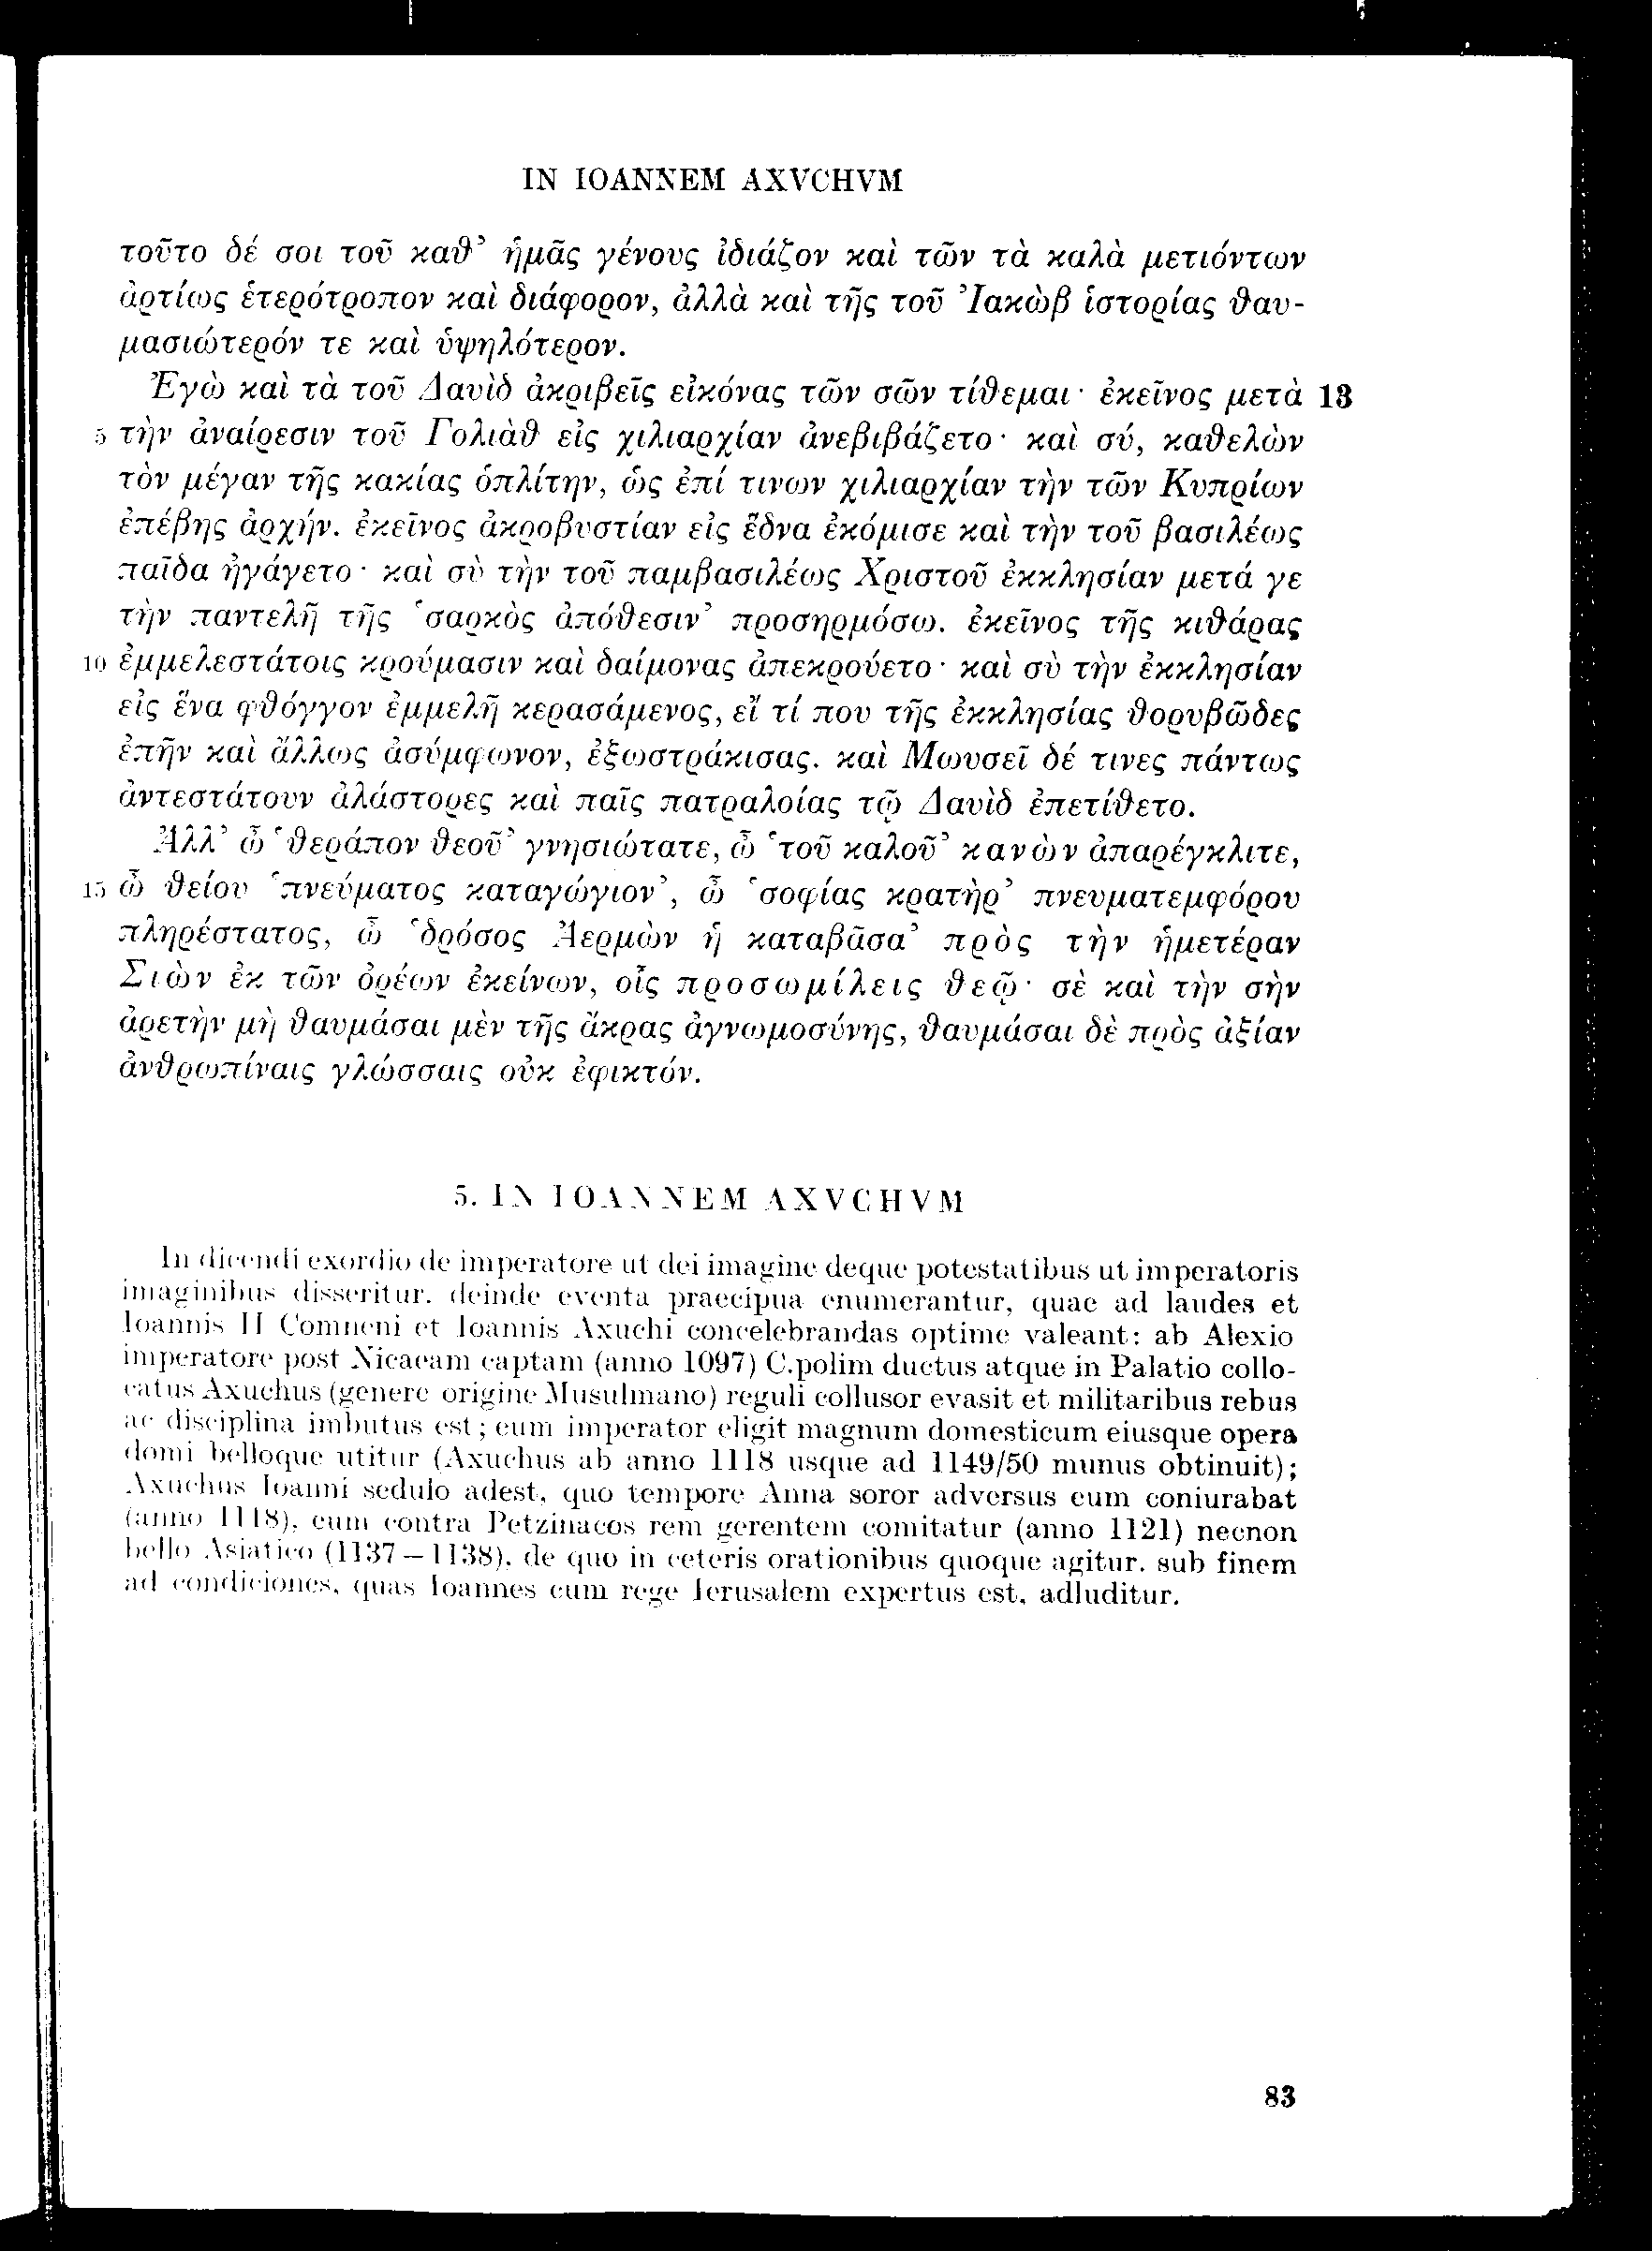 IN IOANNEM AXVCHVM
τοῦτο δέ σοι τοῦ καθ’ ἡμᾶς γένους ἰδιάζον καὶ τῶν τὰ καλὰ μετιόντων
ἀρτίως ἑτερότροπον καὶ διάφορον, ἀλλὰ καὶ τῆς τοῦ Ἰακὼβ ἱστορίας θαυ-
μασιώτερόν τε καὶ ὑψηλότερον.
Ἐγὼ καὶ τὰ τοῦ Δαυὶδ ἀκριβεῖς εἰκόνας τῶν σῶν τίθεμαι· ἐκεῖνος μετὰ 13
5 τὴν ἀναίρεσιν τοῦ Γολιὰθ εἰς χιλιαρχίαν ἀνεβιβάζετο· καὶ σύ, καθελὼν
τὸν μέγαν τῆς κακίας ὁπλίτην, ὡς ἐπί τινων χιλιαρχίαν τὴν τῶν Κυπρίων
ἐπέβης ἀρχήν. ἐκεῖνος ἀκροβυστίαν εἰς ἕδνα ἐκόμισε καὶ τὴν τοῦ βασιλέως
παῖδα ἠγάγετο· καὶ σὺ τὴν τοῦ παμβασιλέως Χριστοῦ ἐκκλησίαν μετά γε
τὴν παντελῆ τῆς ‘σαρκὸς ἀπόθεσιν’ προσηρμόσω. ἐκεῖνος τῆς κιθάρας
10 ἐμμελεστάτοις κρούμασιν καὶ δαίμονας ἀπεκρούετο· καὶ σὺ τὴν ἐκκλησίαν
εἰς ἕνα φθόγγον ἐμμελῆ κερασάμενος, εἴ τί που τῆς ἐκκλησίας θορυβῶδες
ἐπῆν καὶ ἄλλως ἀσύμφωνον, ἐξωστράκισας. καὶ Μωυσεῖ δέ τινες πάντως
ἀντεστάτουν ἀλάστορες καὶ παῖς πατραλοίας τῷ Δαυὶδ ἐπετίθετο.
Ἀλλ’ ὦ ‘θεράπον θεοῦ’ γνησιώτατε, ὦ ‘τοῦ καλοῦ’ κανὼν ἀπαρέγκλιτε,
15 ὦ θείου ‘πνεύματος καταγώγιον’, ὦ ‘σοφίας κρατὴρ’ πνευματεμφόρου
πληρέστατος, ὦ ‘δρόσος Ἀερμὼν ἡ καταβᾶσα’ πρὸς τὴν ἡμετέραν
Σιὼν ἐκ τῶν ὀρέων ἐκείνων, οἷς προσωμίλεις θεῷ· σὲ καὶ τὴν σὴν
ἀρετὴν μὴ θαυμάσαι μὲν τῆς ἄκρας ἀγνωμοσύνης, θαυμάσαι δὲ πρὸς ἀξίαν
ἀνθρωπίναις γλώσσαις οὐκ ἐφικτόν.
5. IN IOANNEM AXVCHVM
In dicendi exordio de imperatore ut dei imagine deque potestatibus ut imperatoris
imaginibus disseritur. deinde eventa praecipua enumerantur, quae ad laudes et
Ioannis II Comneni et Ioannis Axuchi concelebrandas optime valeant: ab Alexio
imperatore post Nicaeam captam (anno 1097) C.polim ductus atque in Palatio collo-
catus Axuchus (genere origine Musulmano) reguli collusor evasit et militaribus rebus
ac disciplina imbutus est; eum imperator eligit magnum domesticum eiusque opera
domi belloque utitur (Axuchus ab anno 1118 usque ad 1149/50 munus obtinuit);
Axuchus Ioanni sedulo adest, quo tempore Anna soror adversus eum coniurabat
(anno 1118), eum contra Petzinacos rem gerentem comitatur (anno 1121) necnon
bello Asiatico (1137–1138), de quo in ceteris orationibus quoque agitur. sub finem
ad condiciones, quas Ioannes cum rege Ierusalem expertus est, adluditur.
83